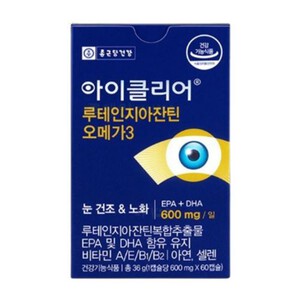 종근당건강
건강
기능식품
아이클리어®
루테인지아잔틴
오메가3
눈 건조 & 노화
EPA + DHA
600 mg / 일
루테인지아잔틴복합추출물
EPA 및 DHA 함유 유지
비타민 A/E/B1/B2 | 아연, 셀렌
건강기능식품 | 총 36 g(1캡슐당 600 mg X 60캡슐)